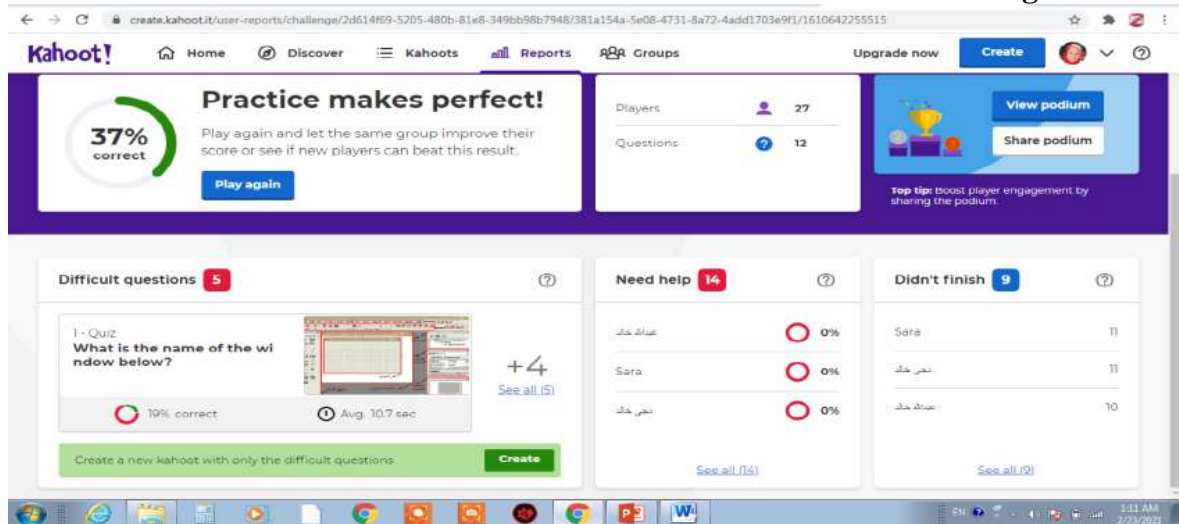 create.kahoot.it/user-reports/challenge/2d614f69-5205-480b-81e8-349bb98b7948/381a154a-5e08-4731-8a72-4add1703e9f1/1610642255515
Kahoot! Home Discover Kahoots Reports Groups Upgrade now Create
Practice makes perfect!
37%
correct
Play again and let the same group improve their
score or see if new players can beat this result.
Play again
Players 27
Questions 12
View podium
Share podium
Top tip: Boost player engagement by
sharing the podium.
Difficult questions 5
1 - Quiz
What is the name of the wi
ndow below?
19% correct
Avg. 10.7 sec
+4
See all (5)
Create a new kahoot with only the difficult questions
Create
Need help 14
0%
Sara 0%
0%
See all (14)
Didn't finish 9
Sara 11
11
10
See all (9)
EN
1:11 AM
2/23/2021